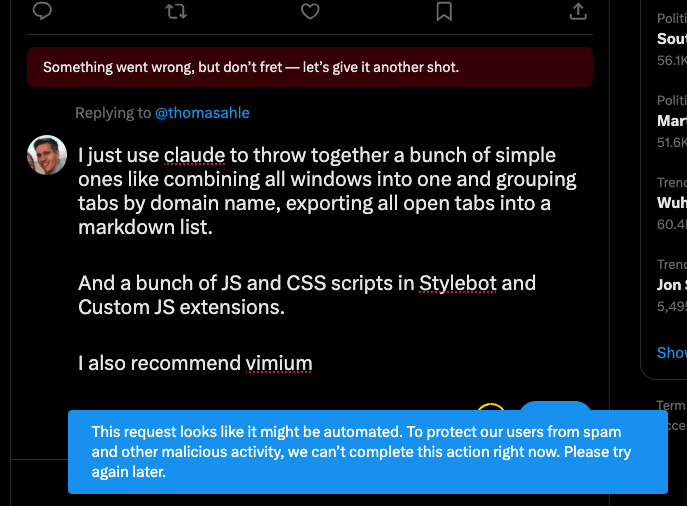 Something went wrong, but don’t fret — let’s give it another shot.
Replying to @thomasahle
I just use claude to throw together a bunch of simple
ones like combining all windows into one and grouping
tabs by domain name, exporting all open tabs into a
markdown list.
And a bunch of JS and CSS scripts in Stylebot and
Custom JS extensions.
I also recommend vimium
This request looks like it might be automated. To protect our users from spam
and other malicious activity, we can’t complete this action right now. Please try
again later.
Politi
Sout
56.1K
Politi
Mar
51.6K
Trend
Wuh
60.4
Trend
Jon S
5,495
Show
Terms